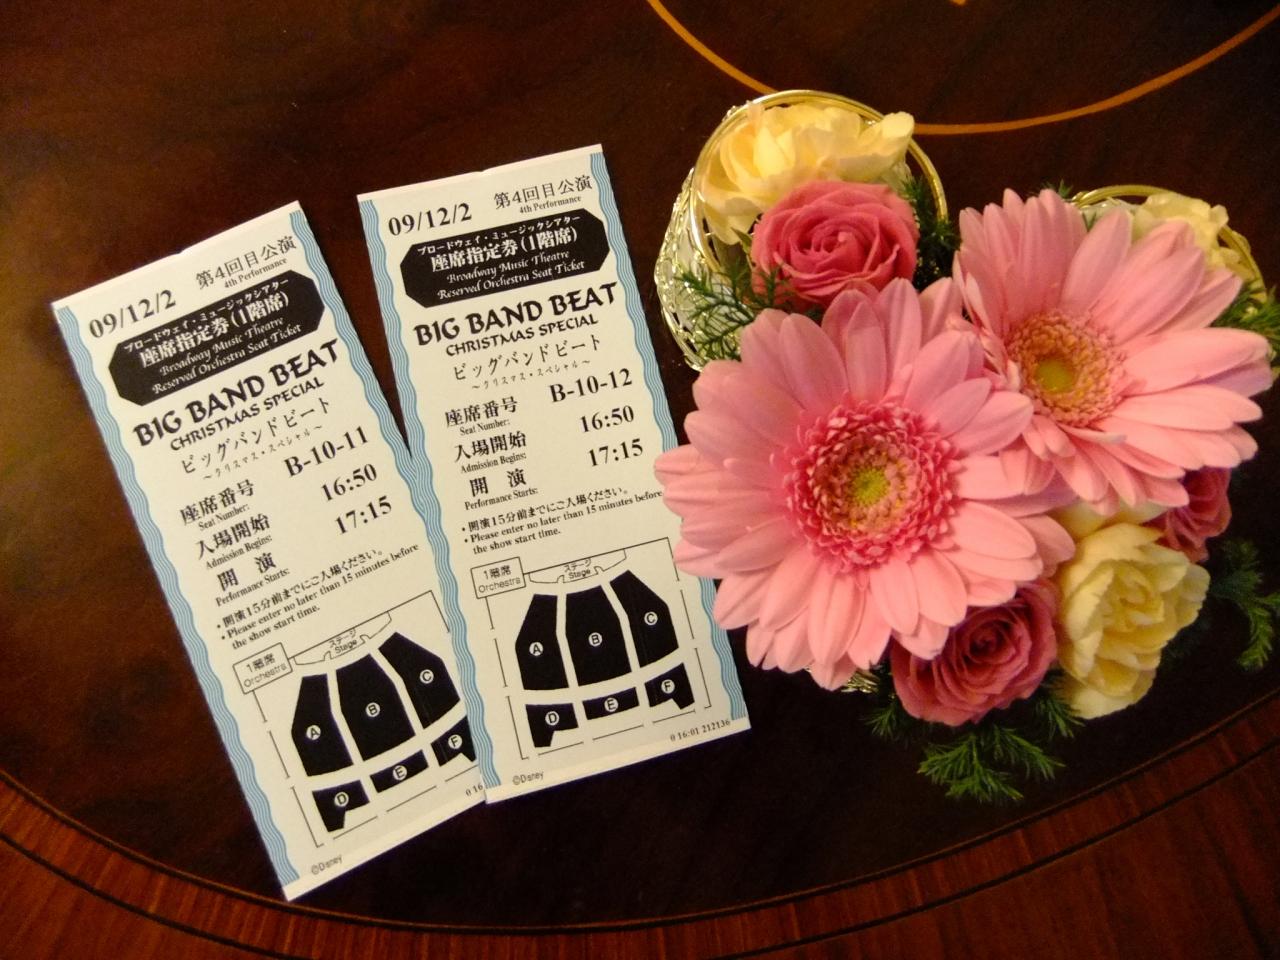 09/12/2 第4回目公演
4th Performance
ブロードウェイ・ミュージックシアター
座席指定券(1階席)
Broadway Music Theatre
Reserved Orchestra Seat Ticket
BIG BAND BEAT
CHRISTMAS SPECIAL
ビッグバンドビート
～クリスマス・スペシャル～
座席番号 B-10-11
Seat Number:
入場開始 16:50
Admission Begins:
開 演 17:15
Performance Starts:
・開演15分前までにご入場ください。
・Please enter no later than 15 minutes before
the show start time.
1階席
Orchestra
ステージ
Stage
A
B
C
D
E
F
0 16
©Disney
09/12/2 第4回目公演
4th Performance
ブロードウェイ・ミュージックシアター
座席指定券(1階席)
Broadway Music Theatre
Reserved Orchestra Seat Ticket
BIG BAND BEAT
CHRISTMAS SPECIAL
ビッグバンドビート
～クリスマス・スペシャル～
座席番号 B-10-12
Seat Number:
入場開始 16:50
Admission Begins:
開 演 17:15
Performance Starts:
・開演15分前までにご入場ください。
・Please enter no later than 15 minutes before
the show start time.
1階席
Orchestra
ステージ
Stage
A
B
C
D
E
F
0 16:01 212136
©Disney